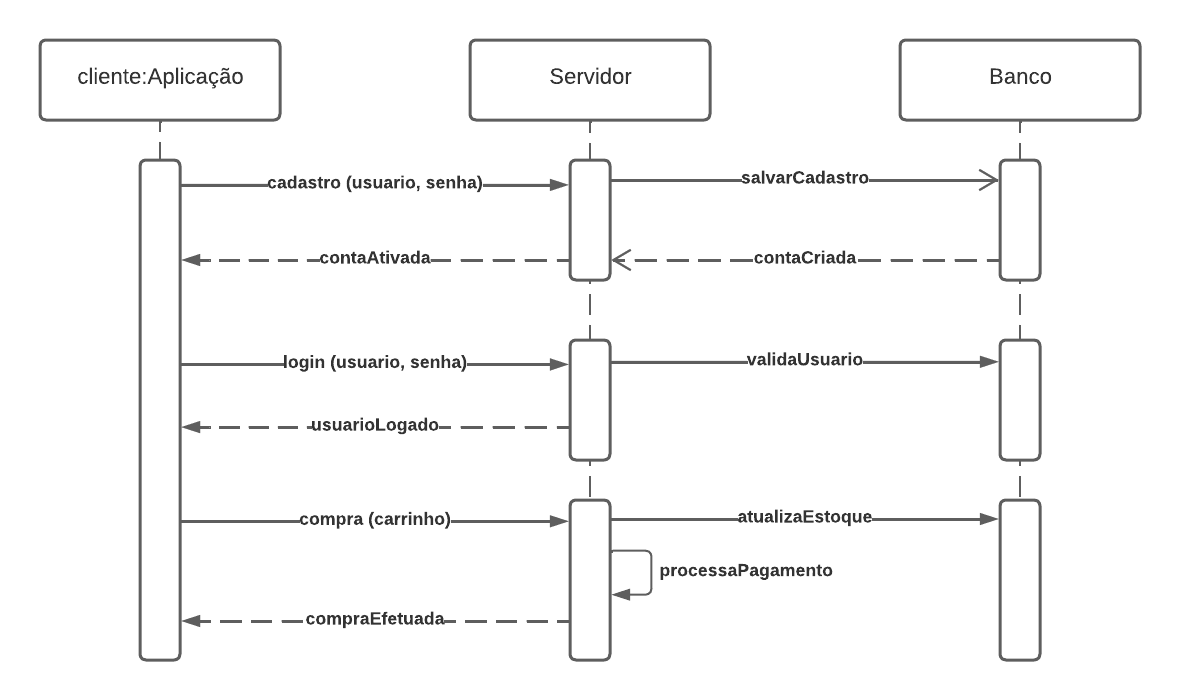 cliente:Aplicação
Servidor
Banco
cadastro (usuario, senha)
salvarCadastro
contaAtivada
contaCriada
login (usuario, senha)
validaUsuario
usuarioLogado
compra (carrinho)
atualizaEstoque
processaPagamento
compraEfetuada